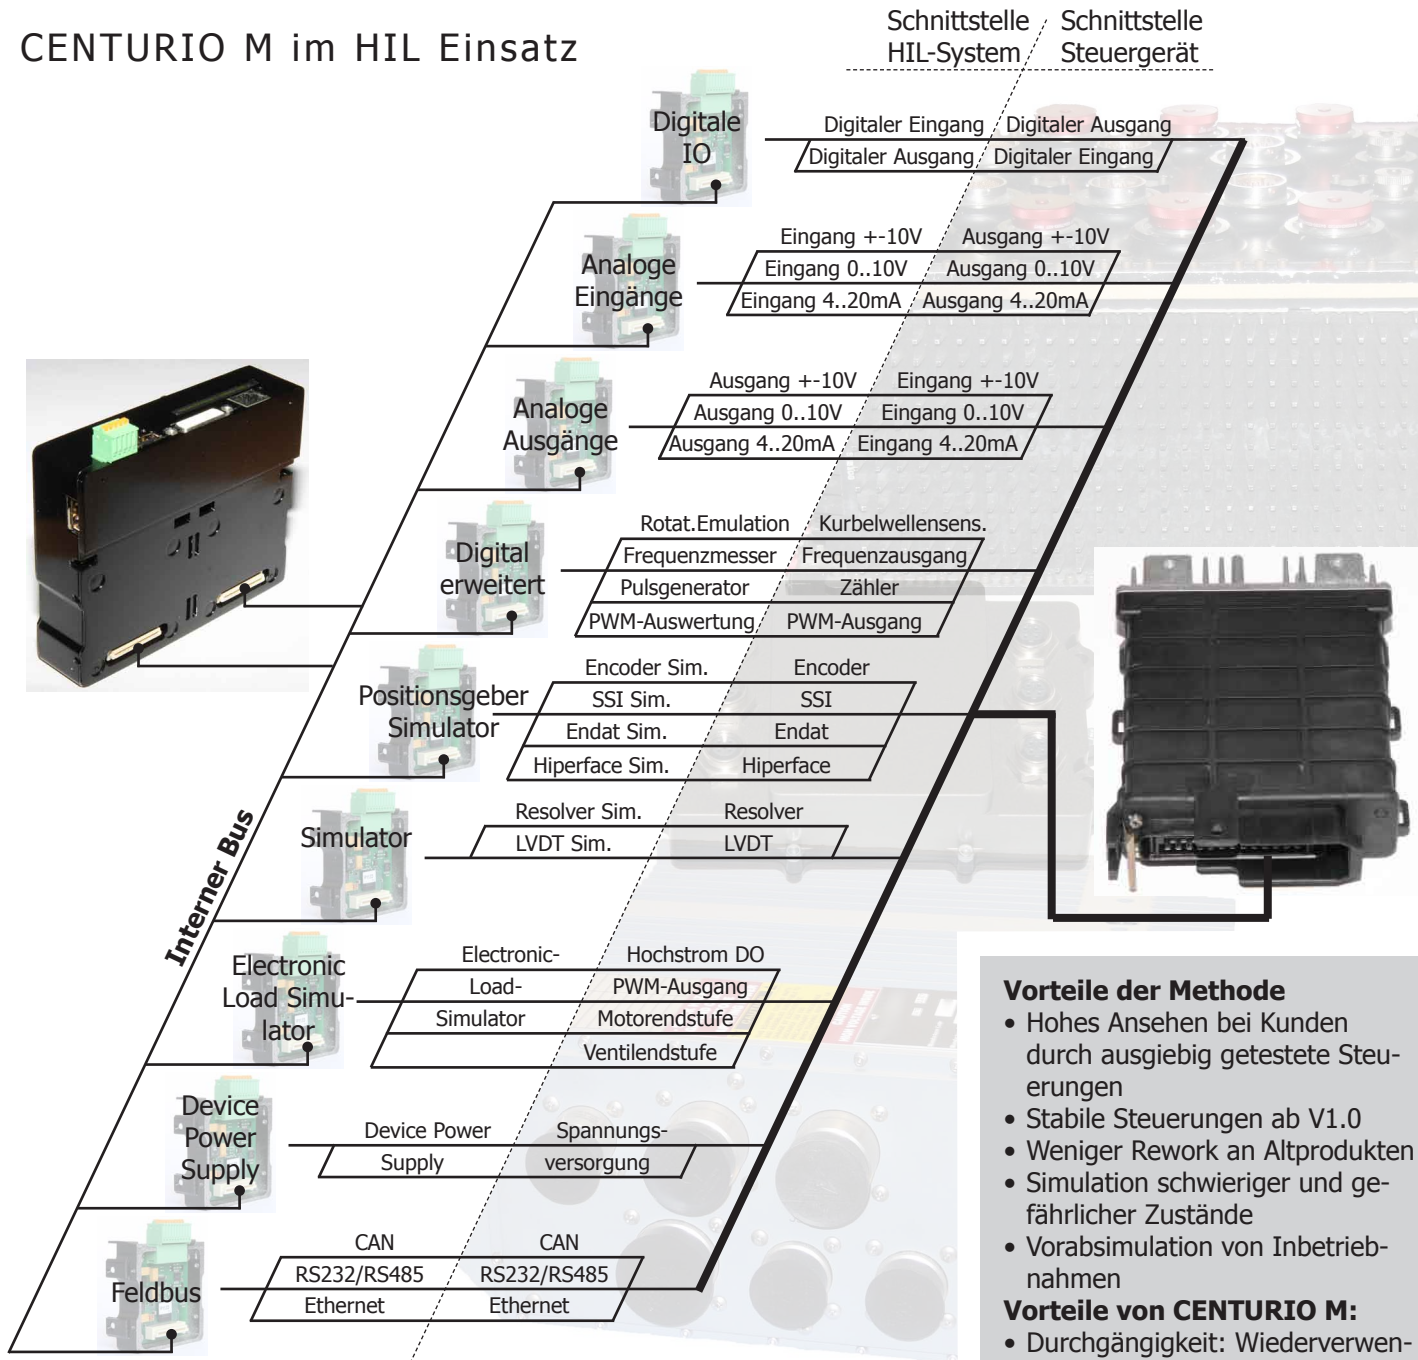 CENTURIO M im HIL Einsatz
Schnittstelle
HIL-System
Schnittstelle
Steuergerät
Digitale
IO
Digitaler Eingang Digitaler Ausgang
Digitaler Ausgang Digitaler Eingang
Analoge
Eingänge
Eingang +-10V Ausgang +-10V
Eingang 0..10V Ausgang 0..10V
Eingang 4..20mA Ausgang 4..20mA
Analoge
Ausgänge
Ausgang +-10V Eingang +-10V
Ausgang 0..10V Eingang 0..10V
Ausgang 4..20mA Eingang 4..20mA
Digital
erweitert
Rotat.Emulation Kurbelwellensens.
Frequenzmesser Frequenzausgang
Pulsgenerator Zähler
PWM-Auswertung PWM-Ausgang
Positionsgeber
Simulator
Encoder Sim. Encoder
SSI Sim. SSI
Endat Sim. Endat
Hiperface Sim. Hiperface
Simulator
Resolver Sim. Resolver
LVDT Sim. LVDT
Interner Bus
Electronic
Load Simu-
lator
Electronic- Hochstrom DO
Load- PWM-Ausgang
Simulator Motorendstufe
Ventilendstufe
Device
Power
Supply
Device Power Spannungs-
Supply versorgung
Feldbus
CAN CAN
RS232/RS485 RS232/RS485
Ethernet Ethernet
Vorteile der Methode
• Hohes Ansehen bei Kunden
durch ausgiebig getestete Steu-
erungen
• Stabile Steuerungen ab V1.0
• Weniger Rework an Altprodukten
• Simulation schwieriger und ge-
fährlicher Zustände
• Vorabsimulation von Inbetrieb-
nahmen
Vorteile von CENTURIO M:
• Durchgängigkeit: Wiederverwen-